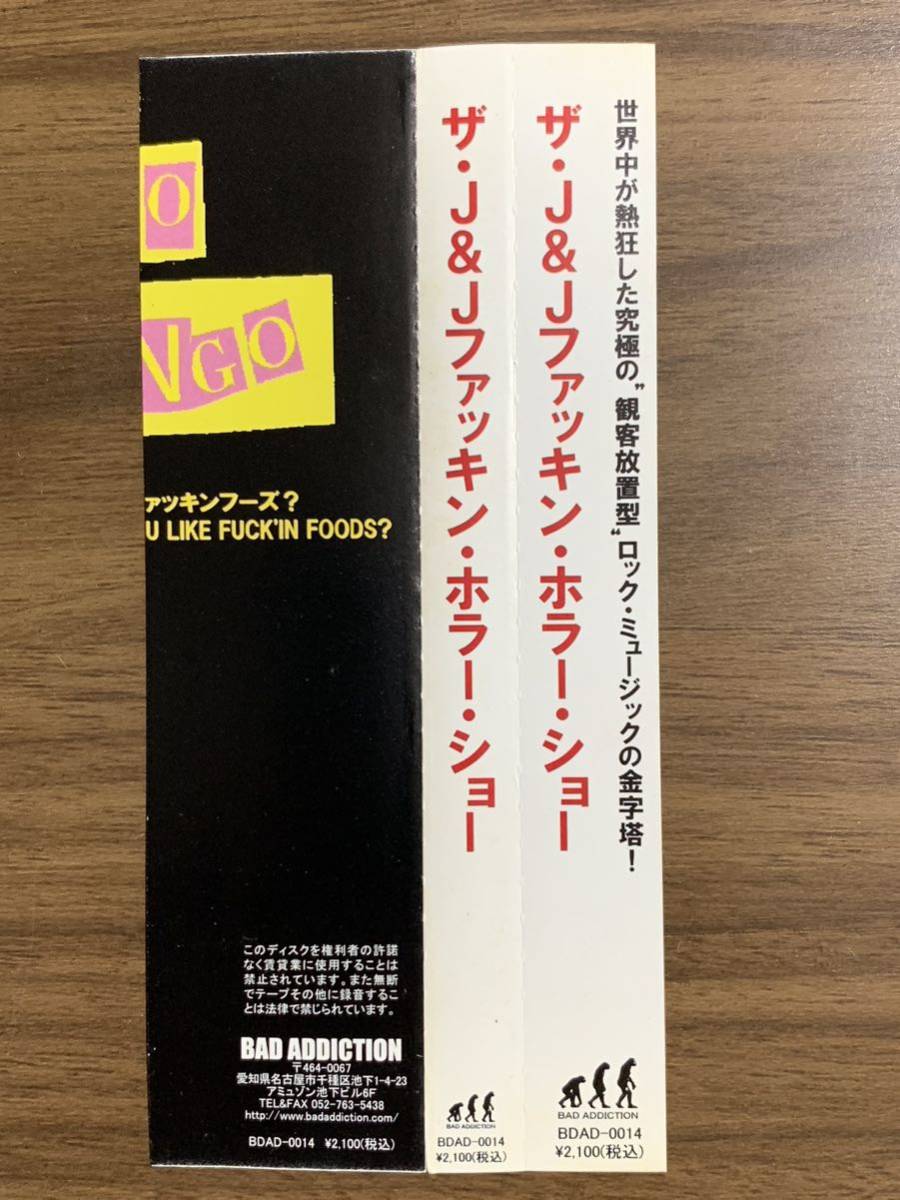 O
NGO
ァッキンフーズ?
U LIKE FUCK'IN FOODS?
このディスクを権利者の許諾
なく賃貸業に使用することは
禁止されています。また無断
でテープその他に録音するこ
とは法律で禁じられています。
BAD ADDICTION
〒464-0067
愛知県名古屋市千種区池下1-4-23
アミュゾン池下ビル6F
TEL&FAX 052-763-5438
http://www.badaddiction.com/
BDAD-0014 ¥2,100(税込)
ザ・J&Jファッキン・ホラー・ショー
BAD ADDICTION
BDAD-0014
¥2,100(税込)
世界中が熱狂した究極の"観客放置型"ロック・ミュージックの金字塔!
ザ・J&Jファッキン・ホラー・ショー
BAD ADDICTION
BDAD-0014
¥2,100(税込)